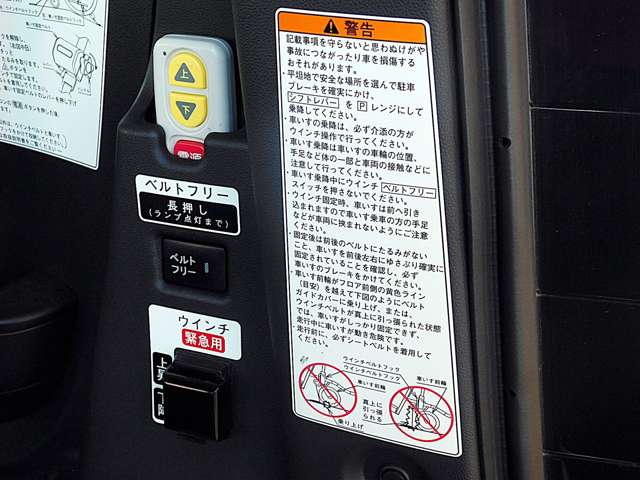 警告
記載事項を守らないと思わぬけがや
事故につながったり車を損傷する
おそれがあります。
・平坦地で安全な場所を選んで駐車
ブレーキを確実にかけ、
シフトレバー を P レンジにして
乗降してください。
・車いすの乗降は、必ず介添の方が
ウインチ操作で行ってください。
・車いす乗降は車いすの車輪の位置、
手足など体の一部と車両の接触などに
注意して行ってください。
・車いす乗降中にウインチ ベルトフリー
スイッチを押さないでください。
・ウインチ固定時、車いすは前へ引き
込まれますので車いす乗車の方の手足
などが車両に挟まれないようにご注意
ください。
・固定後は前後のベルトにたるみがない
こと、車いすを前後左右にゆさぶり確実に
固定されていることを確認し、必ず
車いすのブレーキをかけてください。
・車いす前輪がフロア前側の黄色ライン
(目安)を越えて下図のようにベルト
ガイドカバーに乗り上げ、または、
ウインチベルトが真上に引っ張られた状態
では、車いすがしっかり固定できず、
走行中に車いすが動き危険です。
・走行前に、必ずシートベルトを着用して
ください。
ウインチベルトフック
ウインチベルトフック
車いす前輪
車いす前輪
真上に
引っ張
られる
乗り上げ
上
下
電源
ベルトフリー
長押し
(ランプ点灯まで)
ベルト
フリー
ウインチ
緊急用